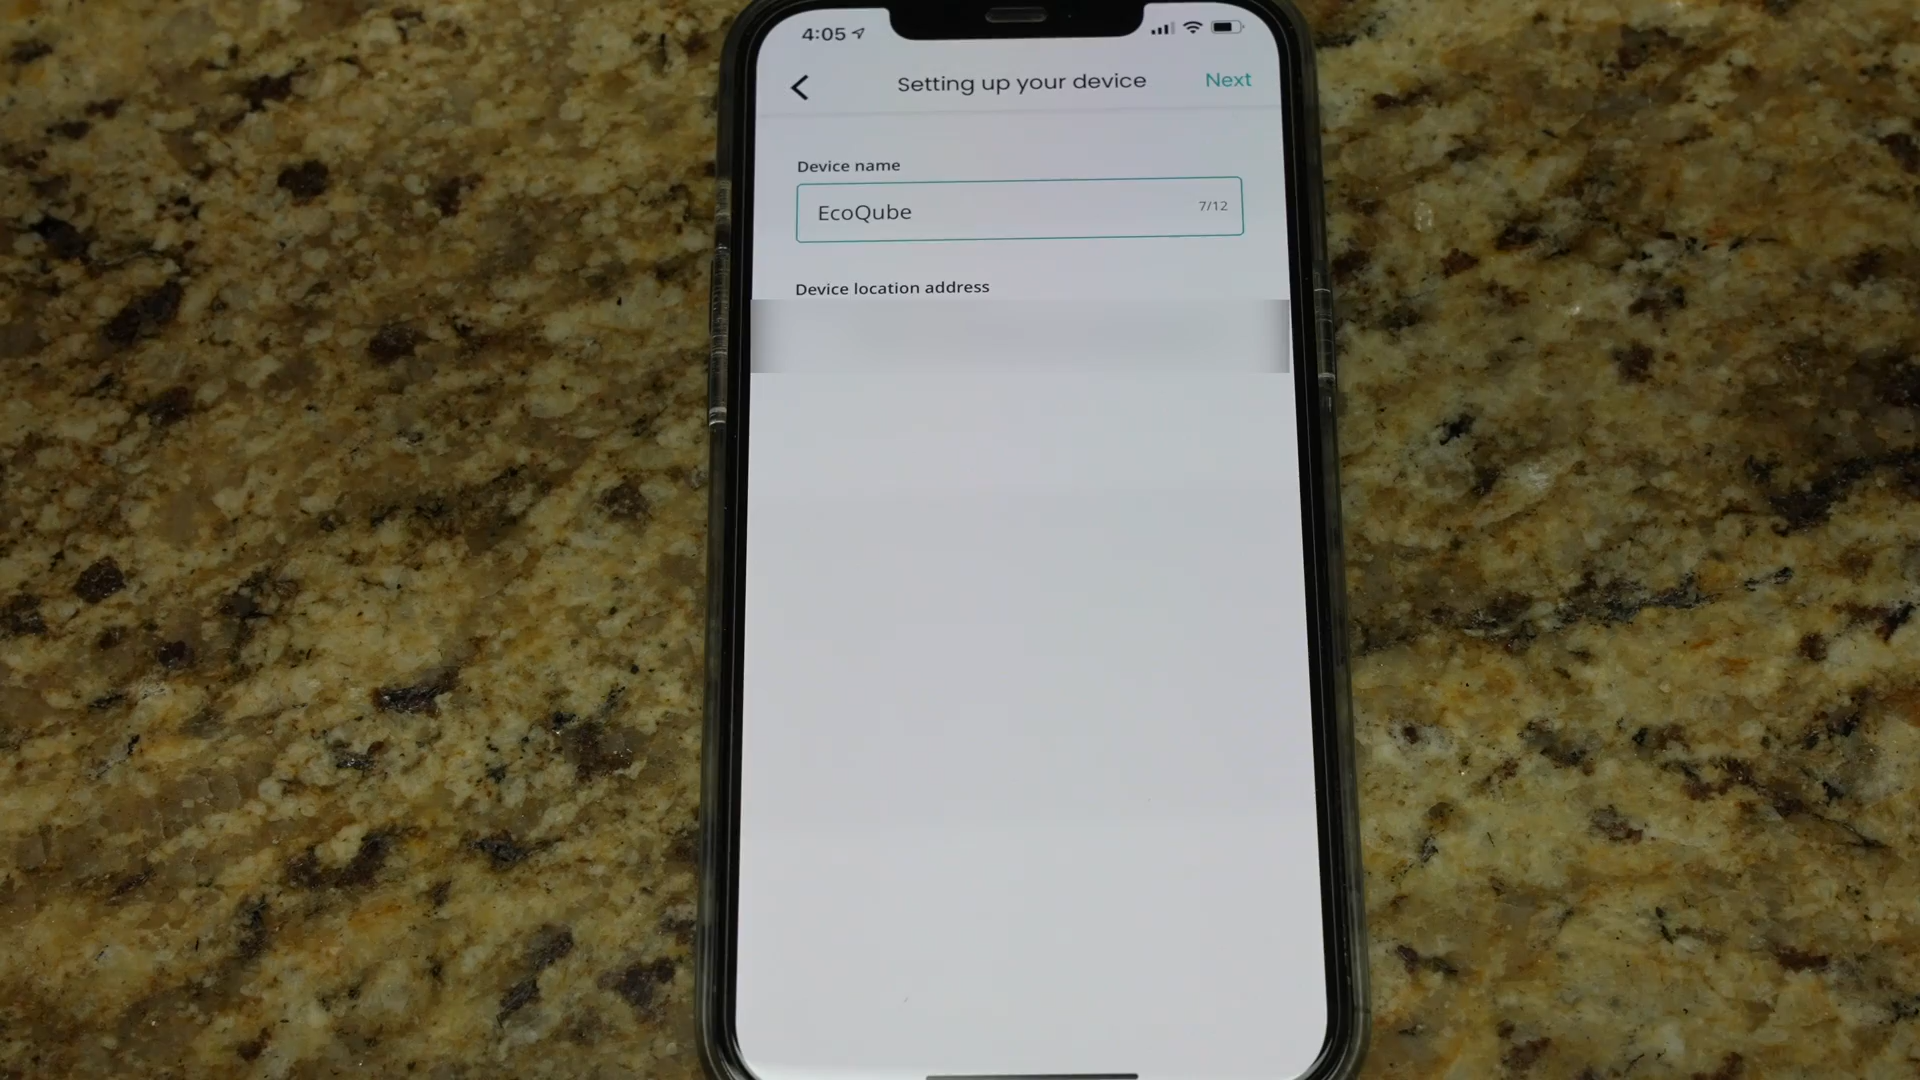 4:05
Setting up your device
Next
Device name
EcoQube
7/12
Device location address